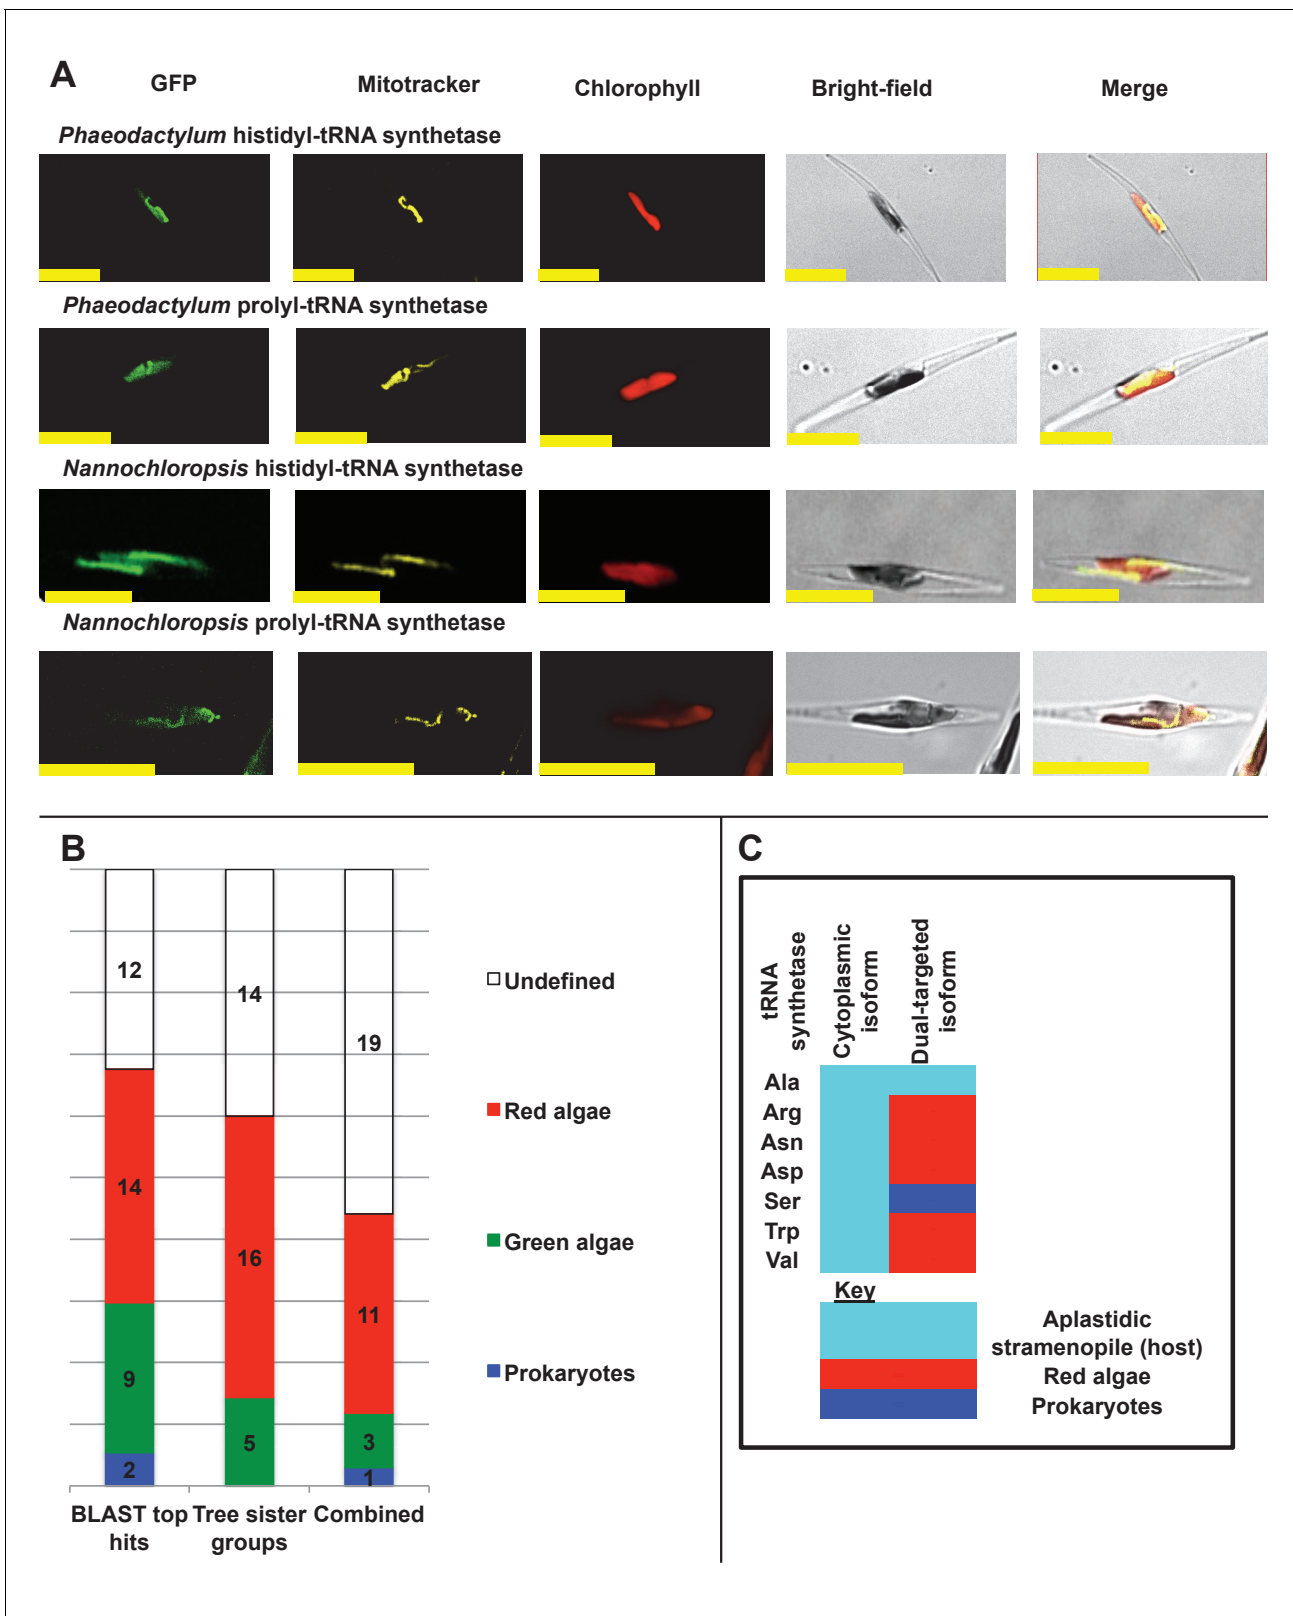 A
GFP
Mitotracker
Chlorophyll
Bright-field
Merge
Phaeodactylum histidyl-tRNA synthetase
Phaeodactylum prolyl-tRNA synthetase
Nannochloropsis histidyl-tRNA synthetase
Nannochloropsis prolyl-tRNA synthetase
B
12
14
9
2
14
16
5
19
11
3
1
BLAST top
hits
Tree sister
groups
Combined
Undefined
Red algae
Green algae
Prokaryotes
C
tRNA
synthetase
Cytoplasmic
isoform
Dual-targeted
isoform
Ala
Arg
Asn
Asp
Ser
Trp
Val
Key
Aplastidic
stramenopile (host)
Red algae
Prokaryotes